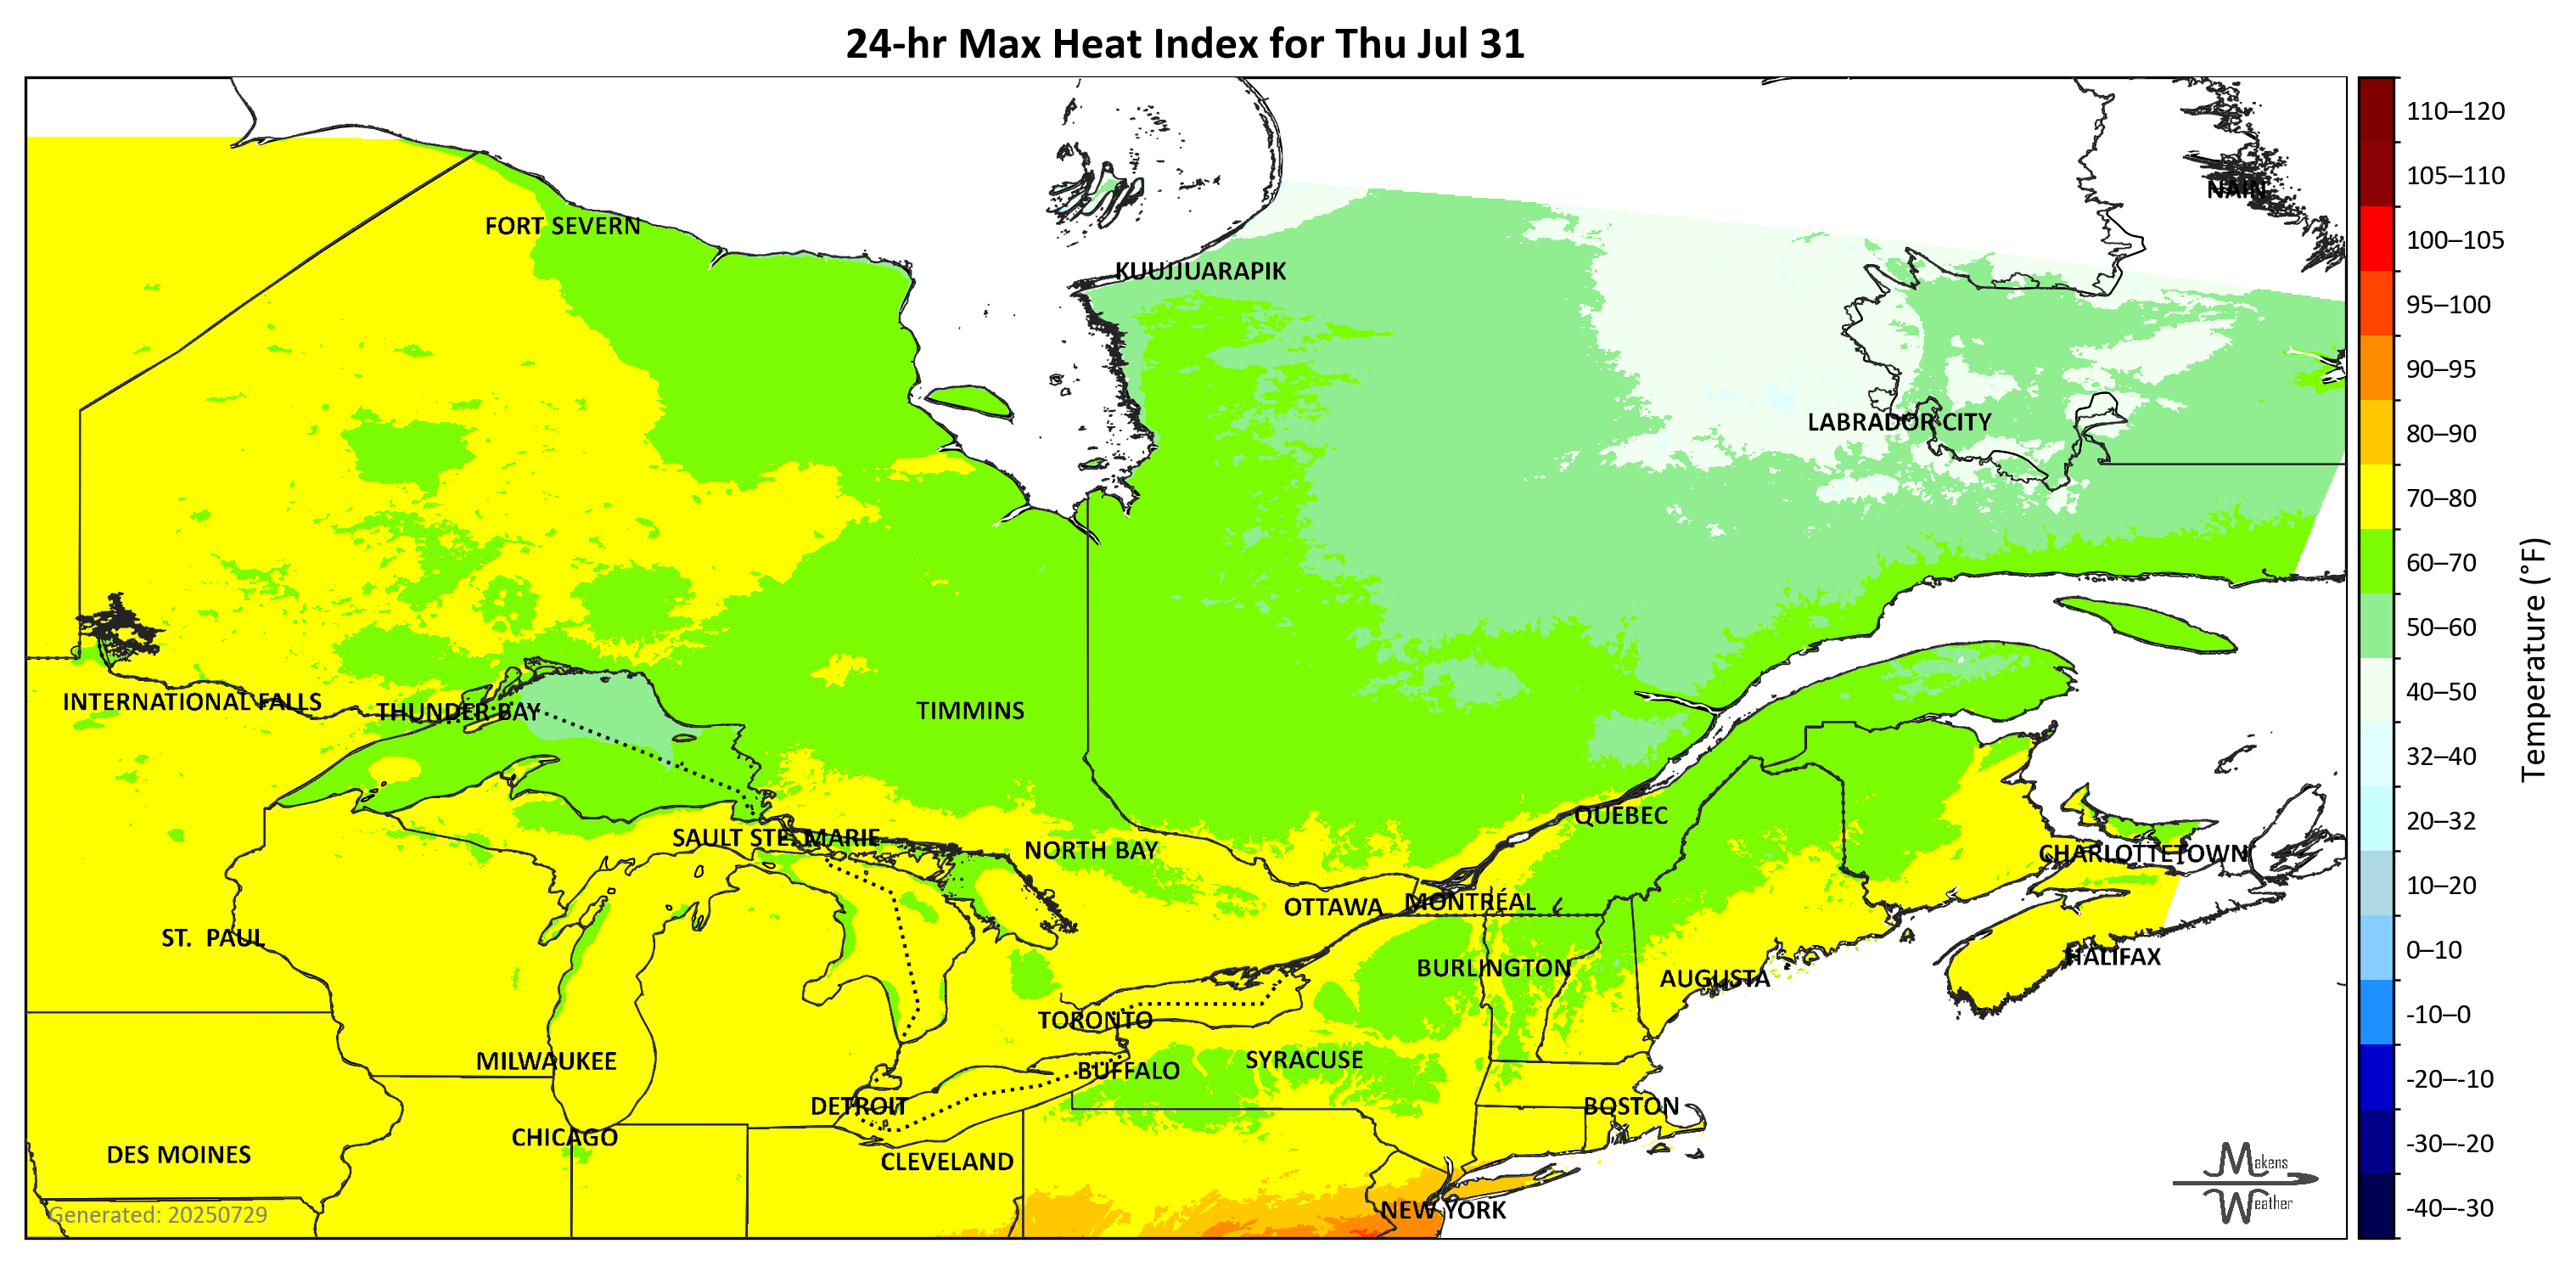 24-hr Max Heat Index for Thu Jul 31
110–120
105–110
NAIN
FORT SEVERN
100–105
KUUJJUARAPIK
95–100
90–95
LABRADOR CITY
80–90
70–80
60–70
50–60
40–50
INTERNATIONAL FALLS
THUNDER BAY
TIMMINS
32–40
20–32
QUÉBEC
SAULT STE. MARIE
NORTH BAY
CHARLOTTETOWN
10–20
OTTAWA
MONTRÉAL
ST. PAUL
0–10
HALIFAX
BURLINGTON
AUGUSTA
-10–0
TORONTO
MILWAUKEE
SYRACUSE
BUFFALO
-20–-10
DETROIT
BOSTON
CHICAGO
-30–-20
DES MOINES
CLEVELAND
Makens
Weather
NEW YORK
-40–-30
Generated: 20250729
Temperature (°F)